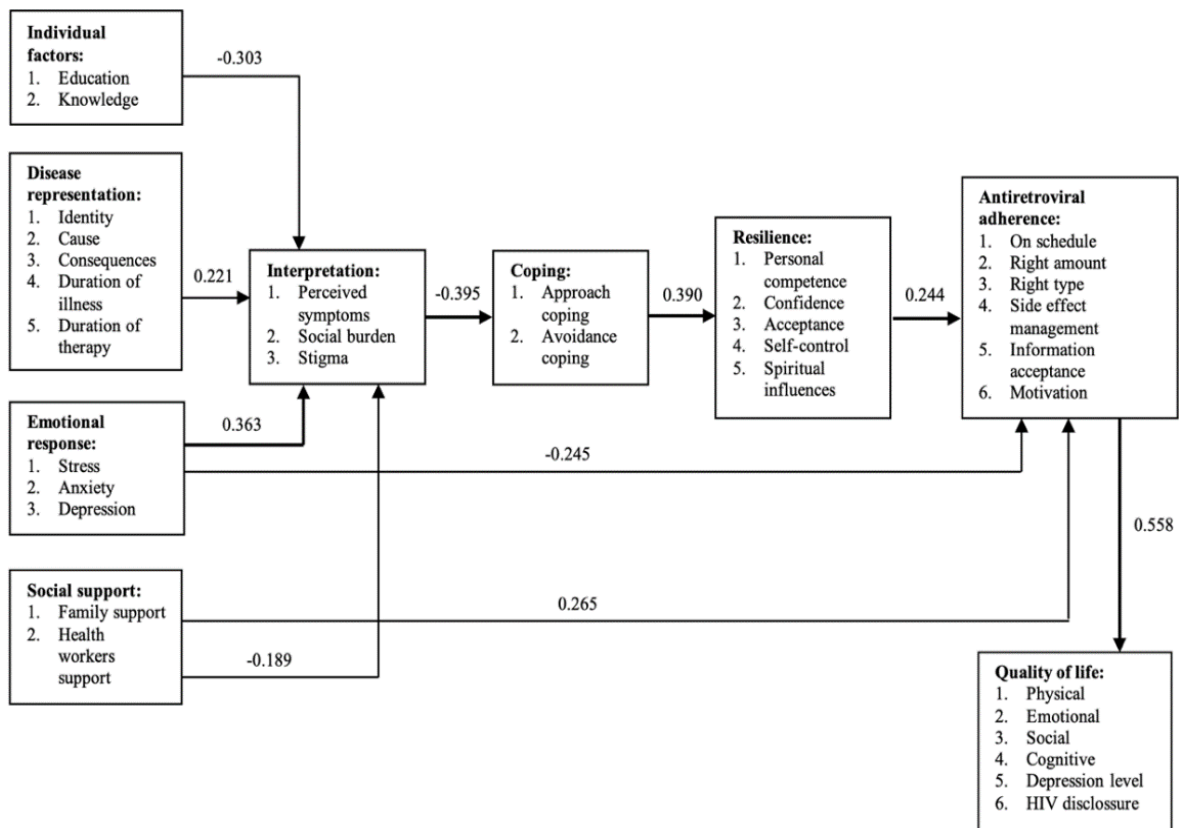 Individual
factors:
1. Education
2. Knowledge
-0.303
Disease
representation:
1. Identity
2. Cause
3. Consequences
4. Duration of
illness
5. Duration of
therapy
0.221
Interpretation:
1. Perceived
symptoms
2. Social burden
3. Stigma
-0.395
Coping:
1. Approach
coping
2. Avoidance
coping
0.390
Resilience:
1. Personal
competence
2. Confidence
3. Acceptance
4. Self-control
5. Spiritual
influences
0.244
Antiretroviral
adherence:
1. On schedule
2. Right amount
3. Right type
4. Side effect
management
5. Information
acceptance
6. Motivation
Emotional
response:
1. Stress
2. Anxiety
3. Depression
0.363
-0.245
0.558
Social support:
1. Family support
2. Health
workers
support
0.265
-0.189
Quality of life:
1. Physical
2. Emotional
3. Social
4. Cognitive
5. Depression level
6. HIV disclossure